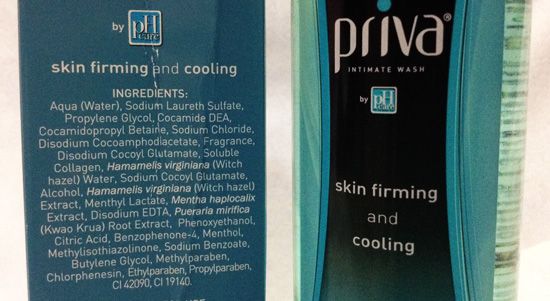 by pH care
skin firming and cooling
INGREDIENTS:
Aqua (Water), Sodium Laureth Sulfate,
Propylene Glycol, Cocamide DEA,
Cocamidopropyl Betaine, Sodium Chloride,
Disodium Cocoamphodiacetate, Fragrance,
Disodium Cocoyl Glutamate, Soluble
Collagen, Hamamelis virginiana (Witch
hazel) Water, Sodium Cocoyl Glutamate,
Alcohol, Hamamelis virginiana (Witch hazel)
Extract, Menthyl Lactate, Mentha haplocalix
Extract, Disodium EDTA, Pueraria mirifica
(Kwao Krua) Root Extract, Phenoxyethanol,
Citric Acid, Benzophenone-4, Menthol,
Methylisothiazolinone, Sodium Benzoate,
Butylene Glycol, Methylparaben,
Chlorphenesin, Ethylparaben, Propylparaben,
CI 42090, CI 19140.
priva®
INTIMATE WASH
by pH care
skin firming
and
cooling